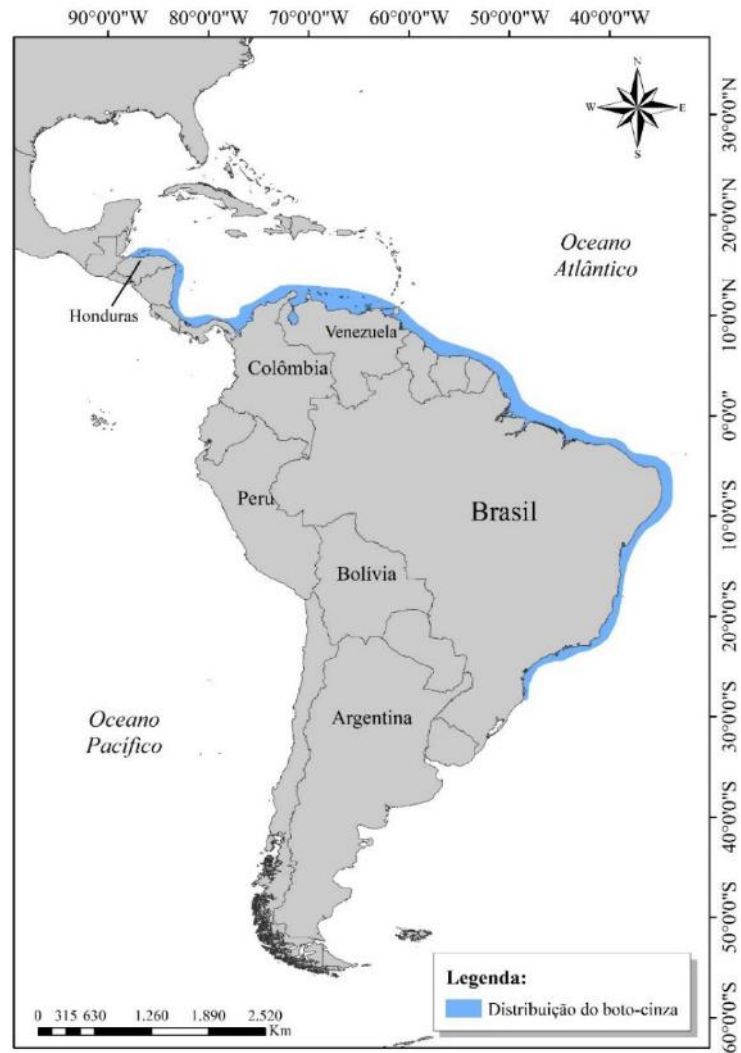 90°0'0"W 80°0'0"W 70°0'0"W 60°0'0"W 50°0'0"W 40°0'0"W
N
W E
S
30°0'0"N
20°0'0"N
10°0'0"N
0°0'0"
10°0'0"S
20°0'0"S
30°0'0"S
40°0'0"S
50°0'0"S
60°0'0"S
Oceano
Atlântico
Honduras
Venezuela
Colômbia
Peru
Brasil
Bolívia
Argentina
Oceano
Pacífico
Legenda:
Distribuição do boto-cinza
0 315 630 1.260 1.890 2.520
Km